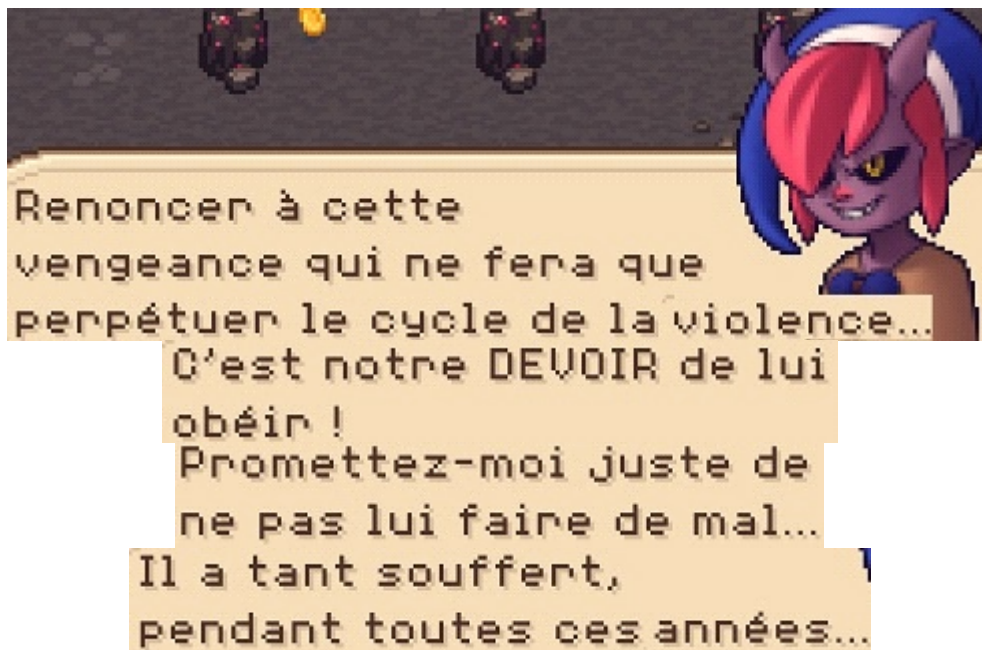 Renoncer à cette
vengeance qui ne fera que
perpétuer le cycle de la violence...
C'est notre DEVOIR de lui
obéir !
Promettez-moi juste de
ne pas lui faire de mal...
Il a tant souffert,
pendant toutes ces années...